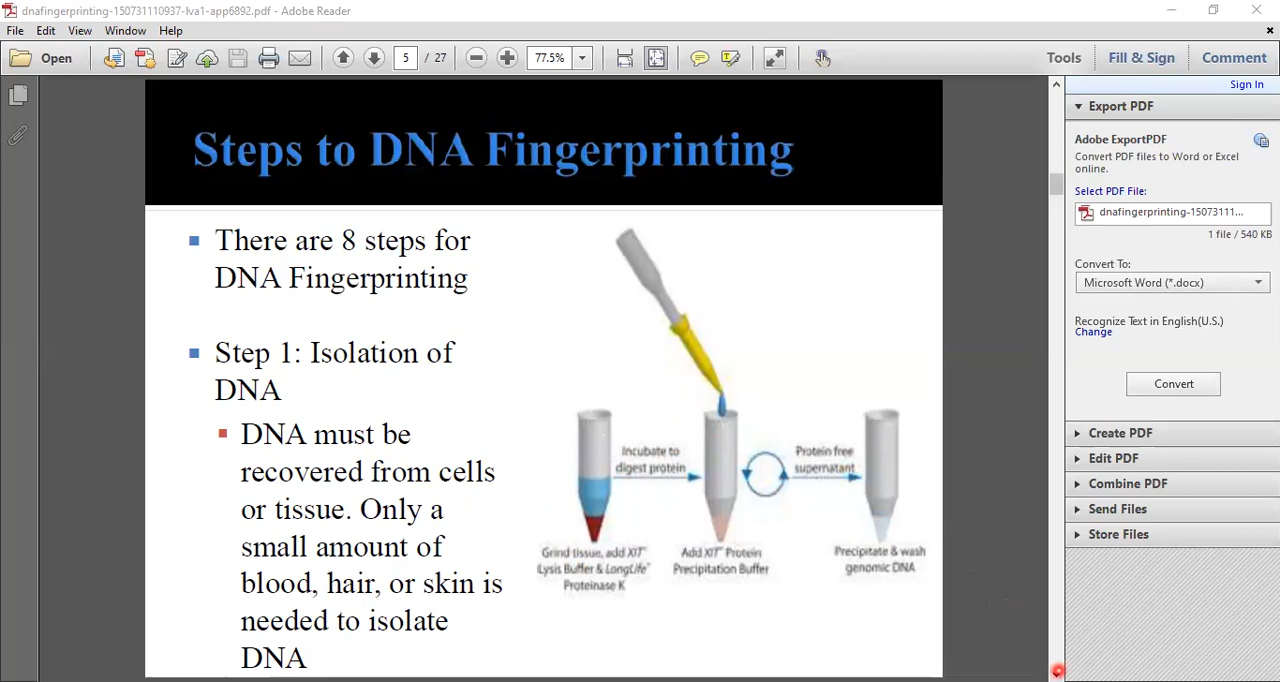 dnafingerprinting-150731110937-lva1-app6892.pdf - Adobe Reader
File Edit View Window Help
Open 5 / 27 77.5% Tools Fill & Sign Comment
Sign In
Steps to DNA Fingerprinting
There are 8 steps for
DNA Fingerprinting
Step 1: Isolation of
DNA
DNA must be
recovered from cells
or tissue. Only a
small amount of
blood, hair, or skin is
needed to isolate
DNA
Incubate to
digest protein
Protein free
supernatant
Grind tissue, add XIT™
Lysis Buffer & LongLife™
Proteinase K
Add XIT™ Protein
Precipitation Buffer
Precipitate & wash
genomic DNA
Export PDF
Adobe ExportPDF
Convert PDF files to Word or Excel
online.
Select PDF File:
dnafingerprinting-15073111...
1 file / 540 KB
Convert To:
Microsoft Word (*.docx)
Recognize Text in English(U.S.)
Change
Convert
Create PDF
Edit PDF
Combine PDF
Send Files
Store Files